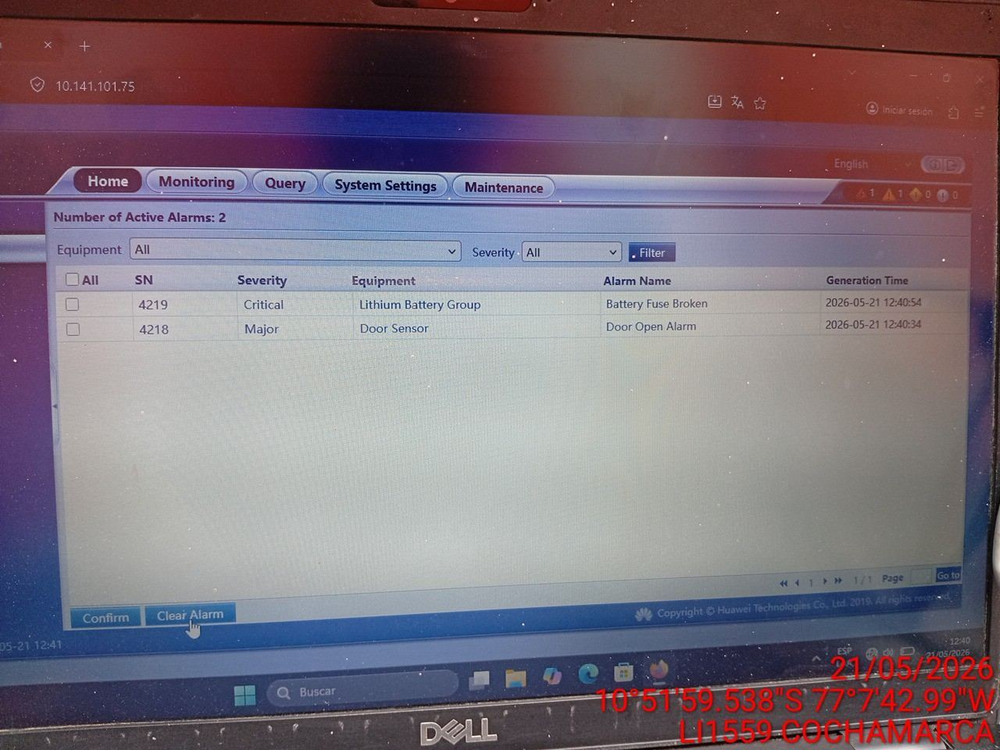 10.141.101.75
Iniciar sesión
English
Home Monitoring Query System Settings Maintenance
1 1 0 0
Number of Active Alarms: 2
Equipment All Severity All Filter
All SN Severity Equipment Alarm Name Generation Time
4219 Critical Lithium Battery Group Battery Fuse Broken 2026-05-21 12:40:54
4218 Major Door Sensor Door Open Alarm 2026-05-21 12:40:34
1 1/1 Page Go to
Confirm Clear Alarm
Copyright © Huawei Technologies Co., Ltd. 2019. All rights reserved.
05-21 12:41
Buscar
ESP
12:40
21/05/2026
21/05/2026
10°51'59.538"S 77°7'42.99"W
LI1559 COCHAMARCA
DELL